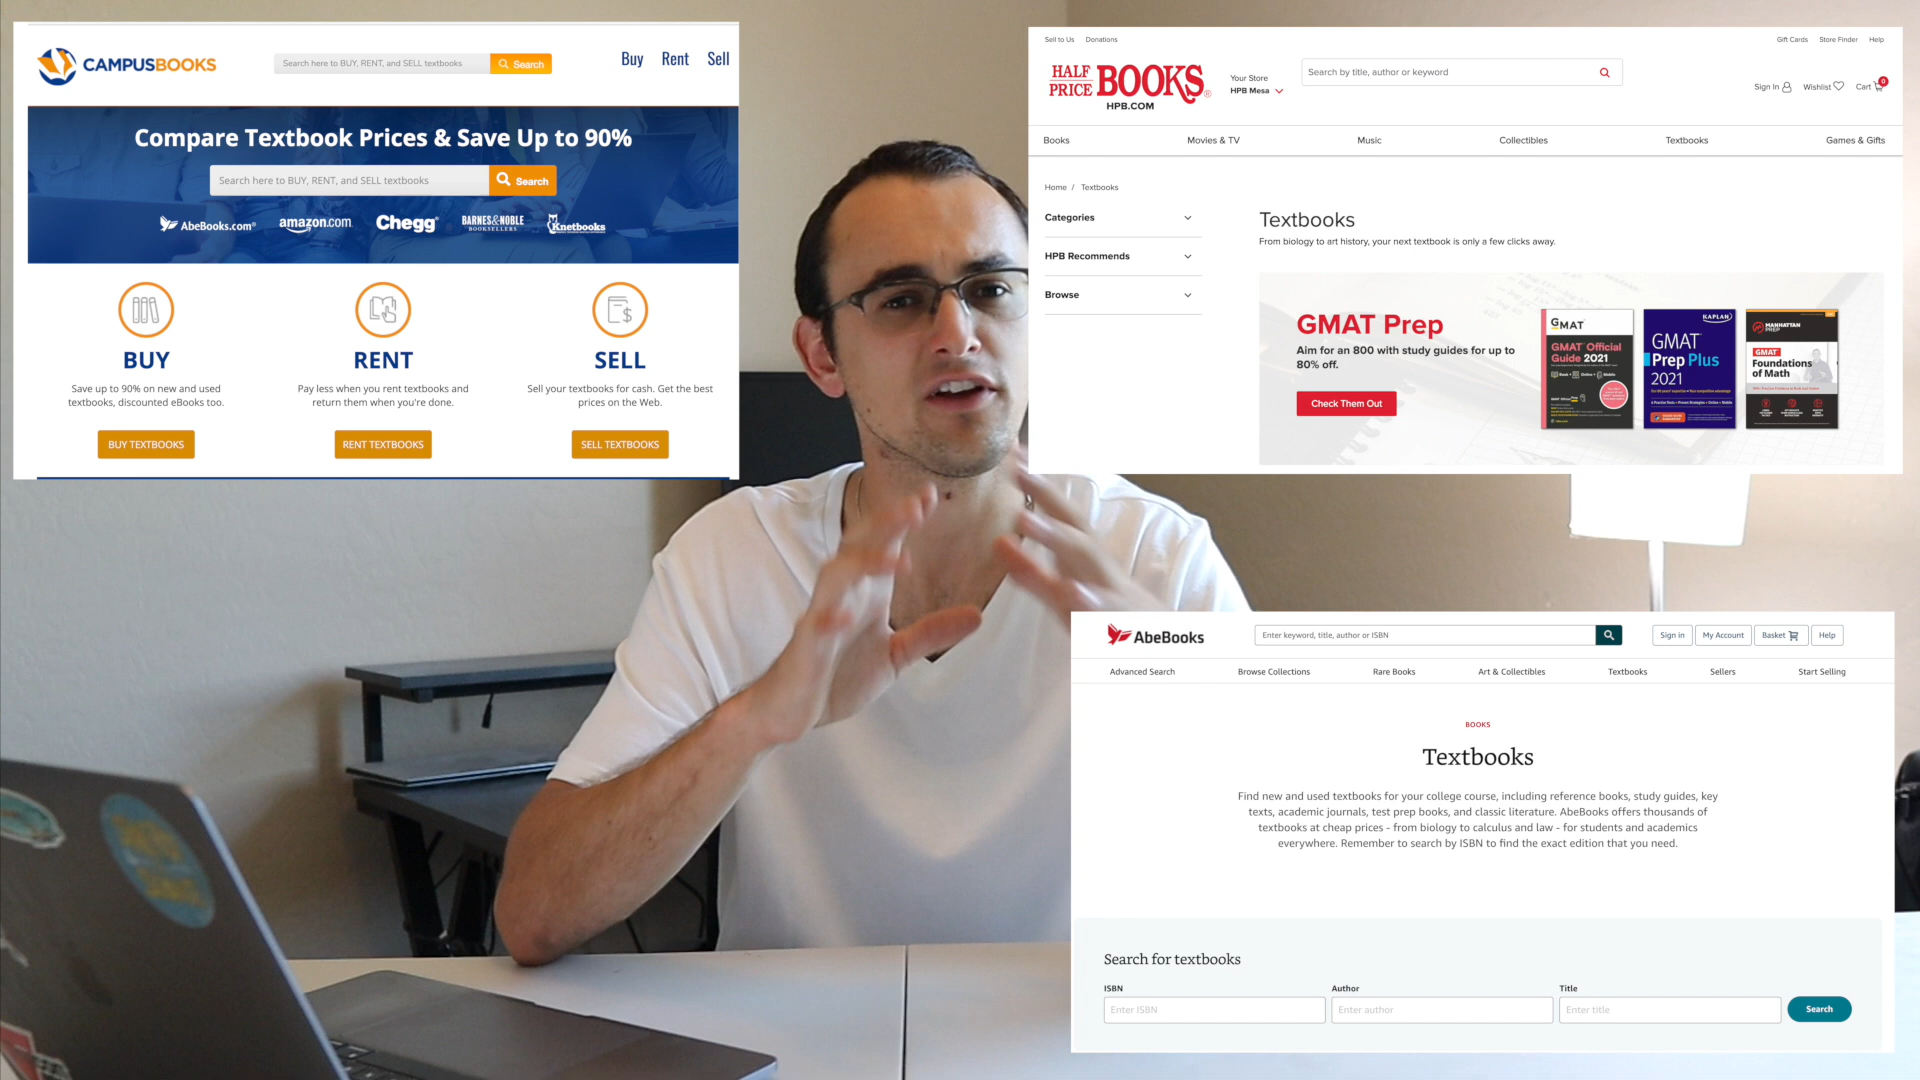 CAMPUSBOOKS
Search here to BUY, RENT, and SELL textbooks
Search
Buy Rent Sell
Compare Textbook Prices & Save Up to 90%
Search here to BUY, RENT, and SELL textbooks
Search
AbeBooks.com®
amazon.com
Chegg®
BARNES&NOBLE
BOOKSELLERS
Knetbooks
BUY
Save up to 90% on new and used
textbooks, discounted eBooks too.
BUY TEXTBOOKS
RENT
Pay less when you rent textbooks and
return them when you're done.
RENT TEXTBOOKS
SELL
Sell your textbooks for cash. Get the best
prices on the Web.
SELL TEXTBOOKS
Sell to Us Donations
Gift Cards Store Finder Help
HALF
PRICE
BOOKS®
HPB.COM
Your Store
HPB Mesa
Search by title, author or keyword
Sign In Wishlist Cart 0
Books Movies & TV Music Collectibles Textbooks Games & Gifts
Home / Textbooks
Categories
HPB Recommends
Browse
Textbooks
From biology to art history, your next textbook is only a few clicks away.
GMAT Prep
Aim for an 800 with study guides for up to
80% off.
Check Them Out
GMAT
GMAT Official
Guide 2021
Book + Online + Mobile
KAPLAN
GMAT
Prep Plus
2021
MANHATTAN
PREP
GMAT
Foundations
of Math
AbeBooks
Enter keyword, title, author or ISBN
Sign in My Account Basket Help
Advanced Search Browse Collections Rare Books Art & Collectibles Textbooks Sellers Start Selling
BOOKS
Textbooks
Find new and used textbooks for your college course, including reference books, study guides, key
texts, academic journals, test prep books, and classic literature. AbeBooks offers thousands of
textbooks at cheap prices - from biology to calculus and law - for students and academics
everywhere. Remember to search by ISBN to find the exact edition that you need.
Search for textbooks
ISBN Author Title
Enter ISBN Enter author Enter title Search